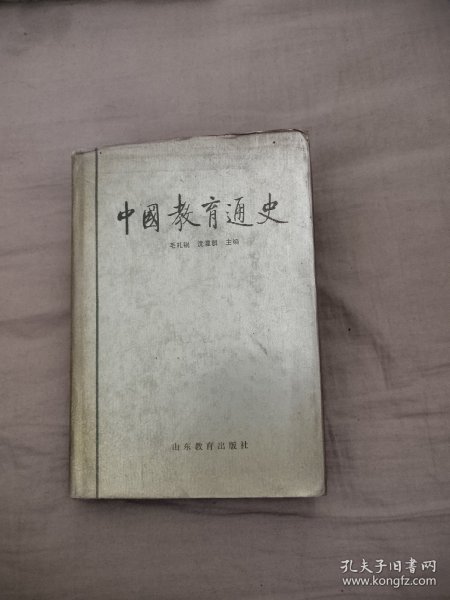 中國教育通史
毛礼锐 沈灌群 主编
山东教育出版社
孔夫子旧书网
www.kongfz.com